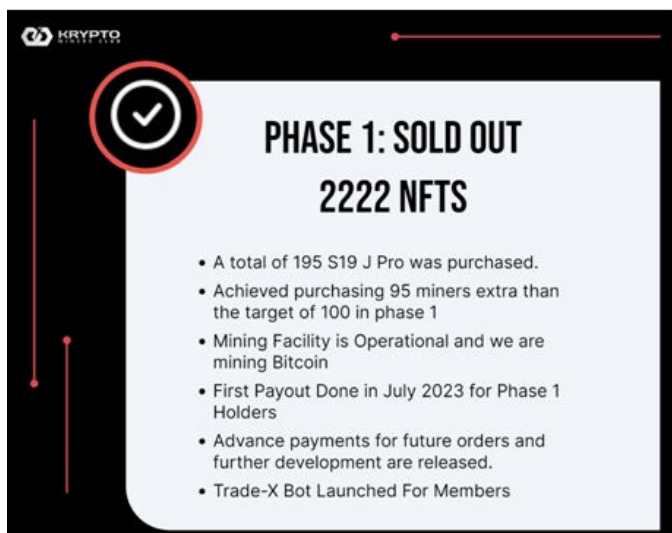 KRYPTO
MINERS CLUB
PHASE 1: SOLD OUT
2222 NFTS
• A total of 195 S19 J Pro was purchased.
• Achieved purchasing 95 miners extra than
the target of 100 in phase 1
• Mining Facility is Operational and we are
mining Bitcoin
• First Payout Done in July 2023 for Phase 1
Holders
• Advance payments for future orders and
further development are released.
• Trade-X Bot Launched For Members